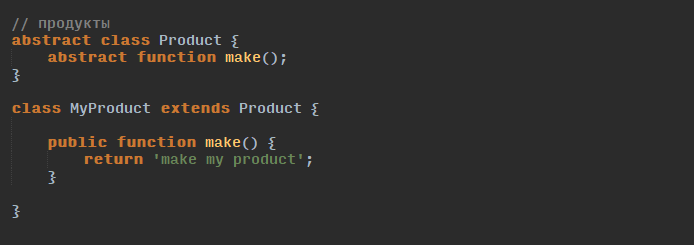 // продукты
abstract class Product {
abstract function make();
}
class MyProduct extends Product {
public function make() {
return 'make my product';
}
}